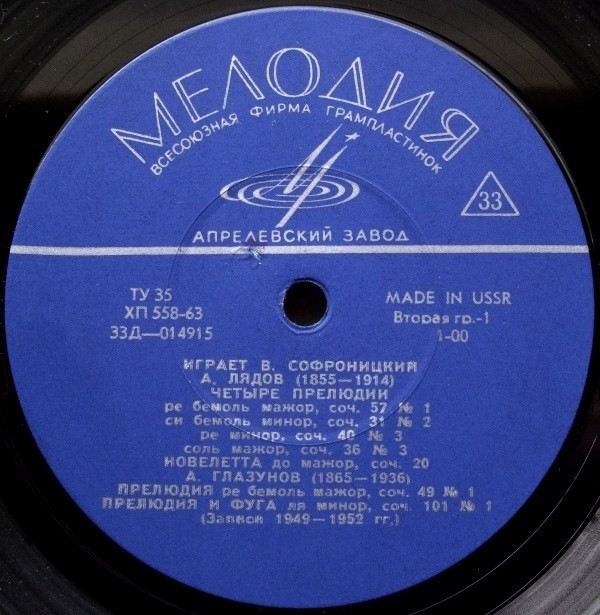 МЕЛОДИЯ
ВСЕСОЮЗНАЯ ФИРМА ГРАМПЛАСТИНОК
33
АПРЕЛЕВСКИЙ ЗАВОД
ТУ 35
ХП 558-63
33Д—014915
MADE IN USSR
Вторая гр.-1
1-00
ИГРАЕТ В. СОФРОНИЦКИЙ
А. ЛЯДОВ (1855—1914)
ЧЕТЫРЕ ПРЕЛЮДИИ
ре бемоль мажор, соч. 57 № 1
си бемоль минор, соч. 31 № 2
ре минор, соч. 40 № 3
соль мажор, соч. 36 № 3
НОВЕЛЕТТА до мажор, соч. 20
А. ГЛАЗУНОВ (1865—1936)
ПРЕЛЮДИЯ ре бемоль мажор, соч. 49 № 1
ПРЕЛЮДИЯ И ФУГА ля минор, соч. 101 № 1
(Записи 1949—1952 гг.)